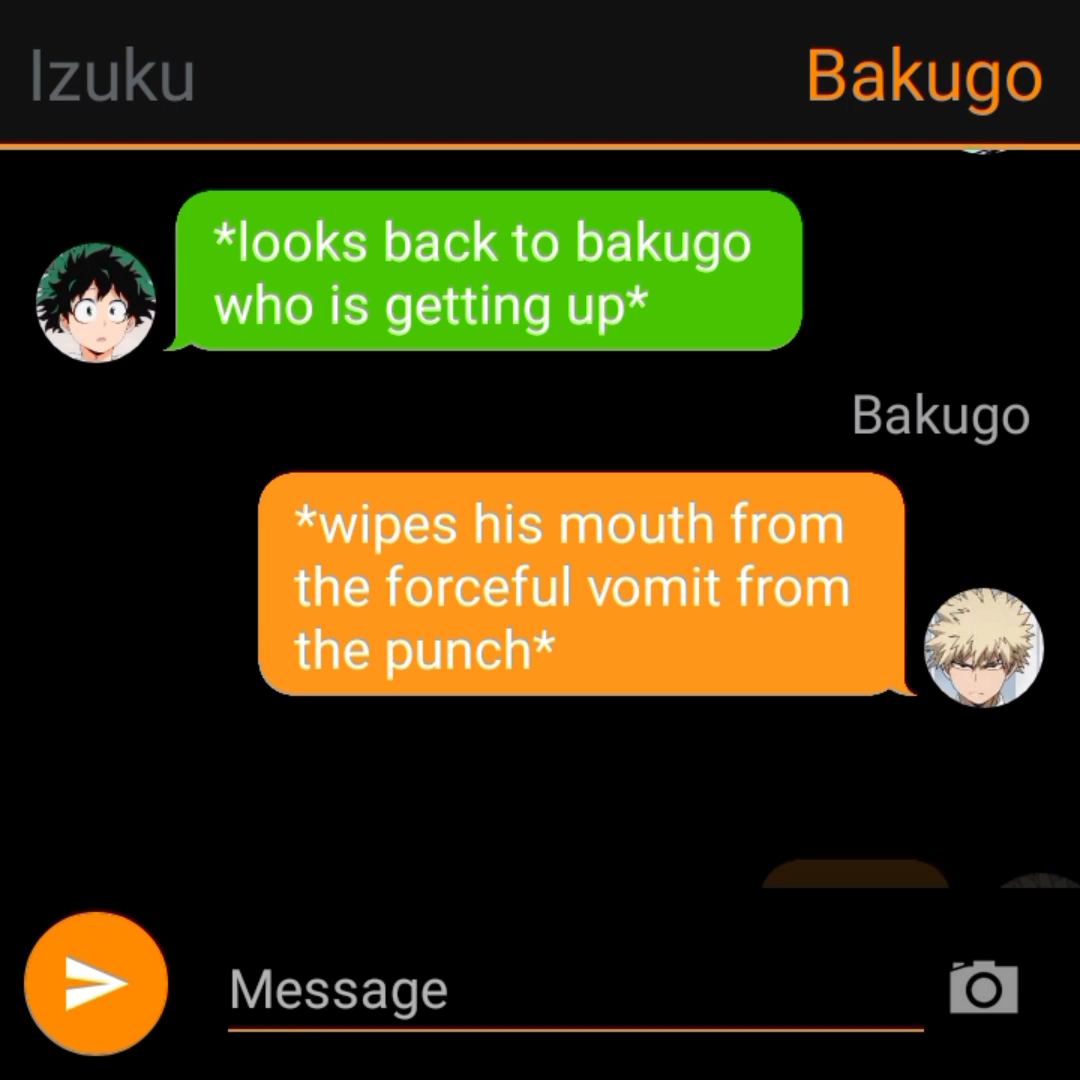 Izuku
Bakugo
*looks back to bakugo
who is getting up*
Bakugo
*wipes his mouth from
the forceful vomit from
the punch*
Message